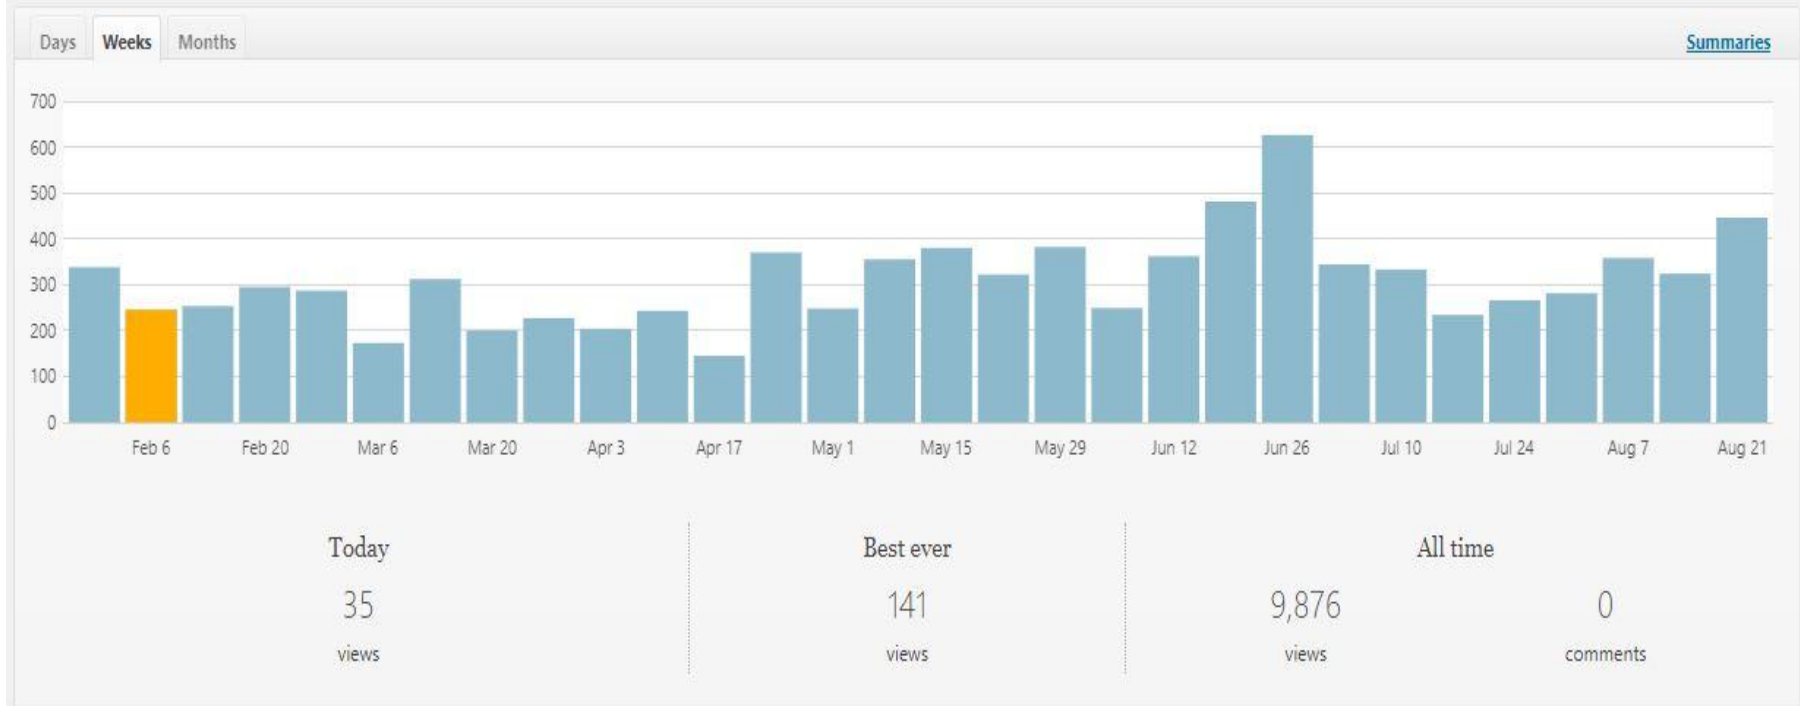 Days Weeks Months Summaries
700
600
500
400
300
200
100
0
Feb 6 Feb 20 Mar 6 Mar 20 Apr 3 Apr 17 May 1 May 15 May 29 Jun 12 Jun 26 Jul 10 Jul 24 Aug 7 Aug 21
Today
35
views
Best ever
141
views
All time
9,876 0
views comments